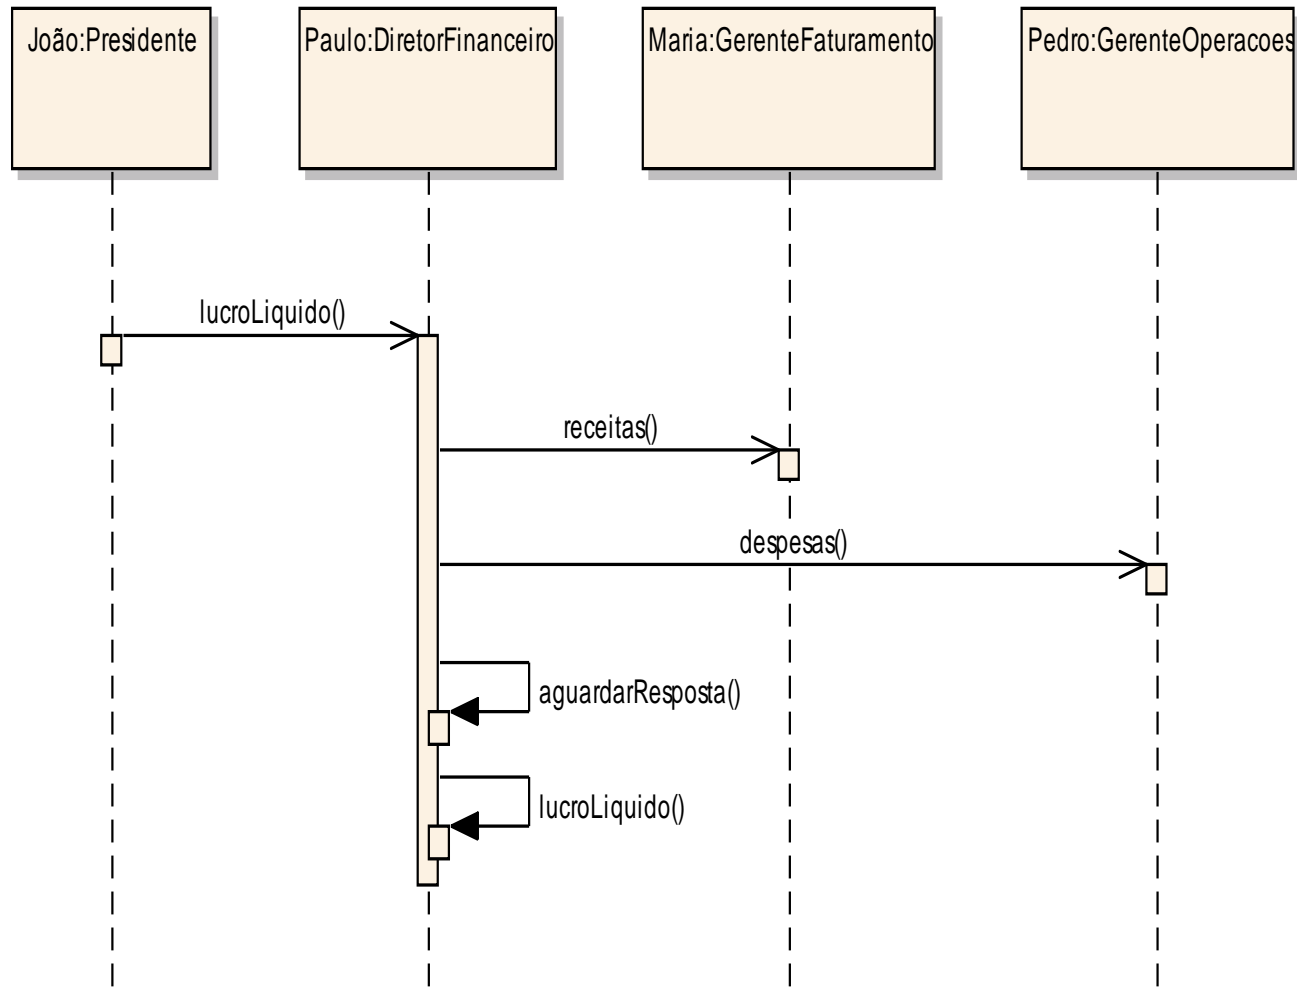 João:Presidente
Paulo:DiretorFinanceiro
Maria:GerenteFaturamento
Pedro:GerenteOperacoes
lucroLiquido()
receitas()
despesas()
aguardarResposta()
lucroLiquido()